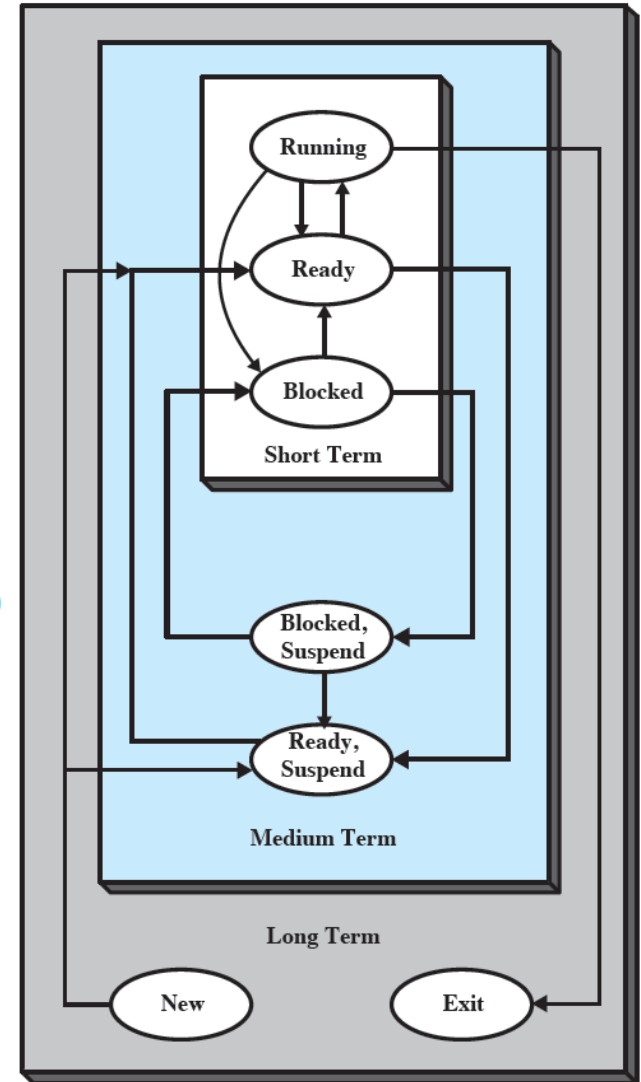 Running
Ready
Blocked
Short Term
Blocked,
Suspend
Ready,
Suspend
Medium Term
Long Term
New
Exit